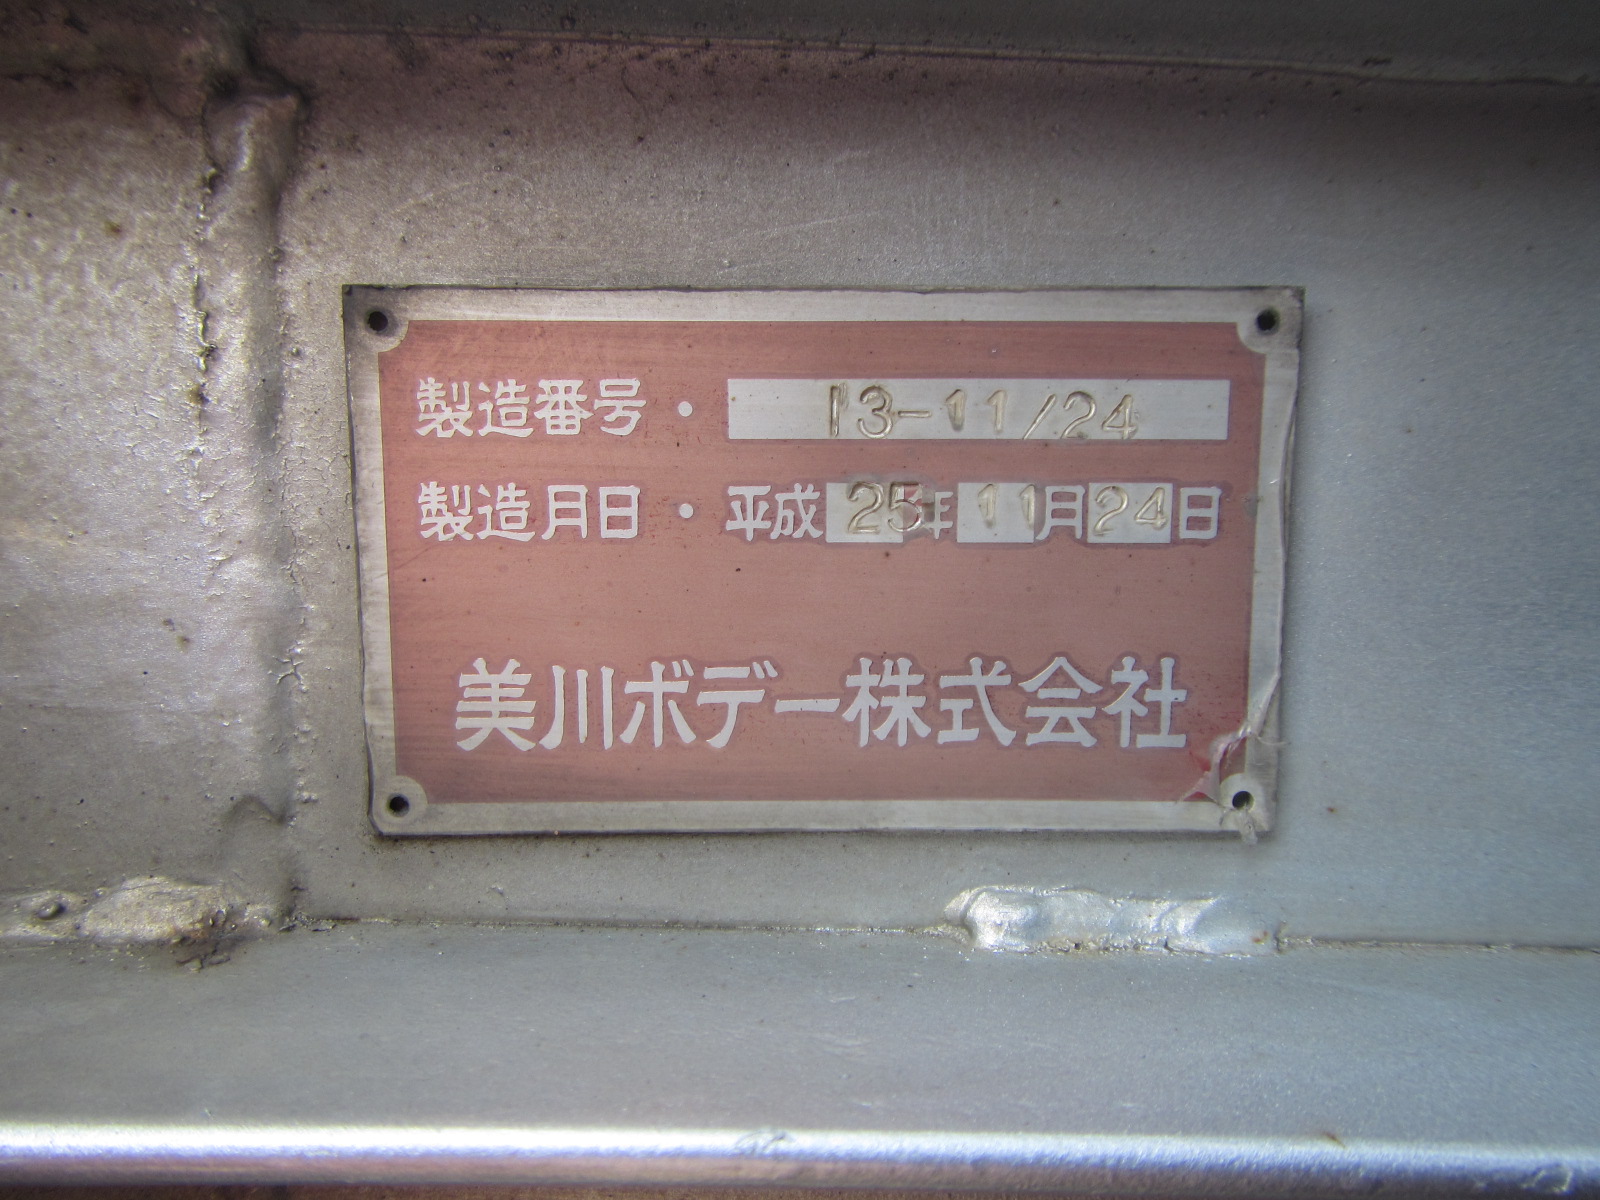 製造番号・13-11/24
製造月日・平成25年11月24日
美川ボデー株式会社